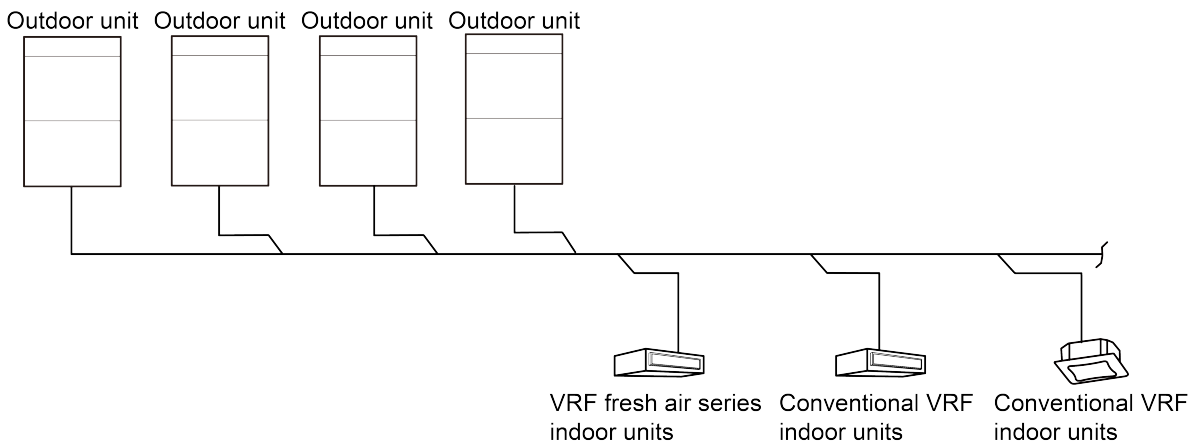 Outdoor unit Outdoor unit Outdoor unit Outdoor unit
VRF fresh air series
indoor units
Conventional VRF
indoor units
Conventional VRF
indoor units